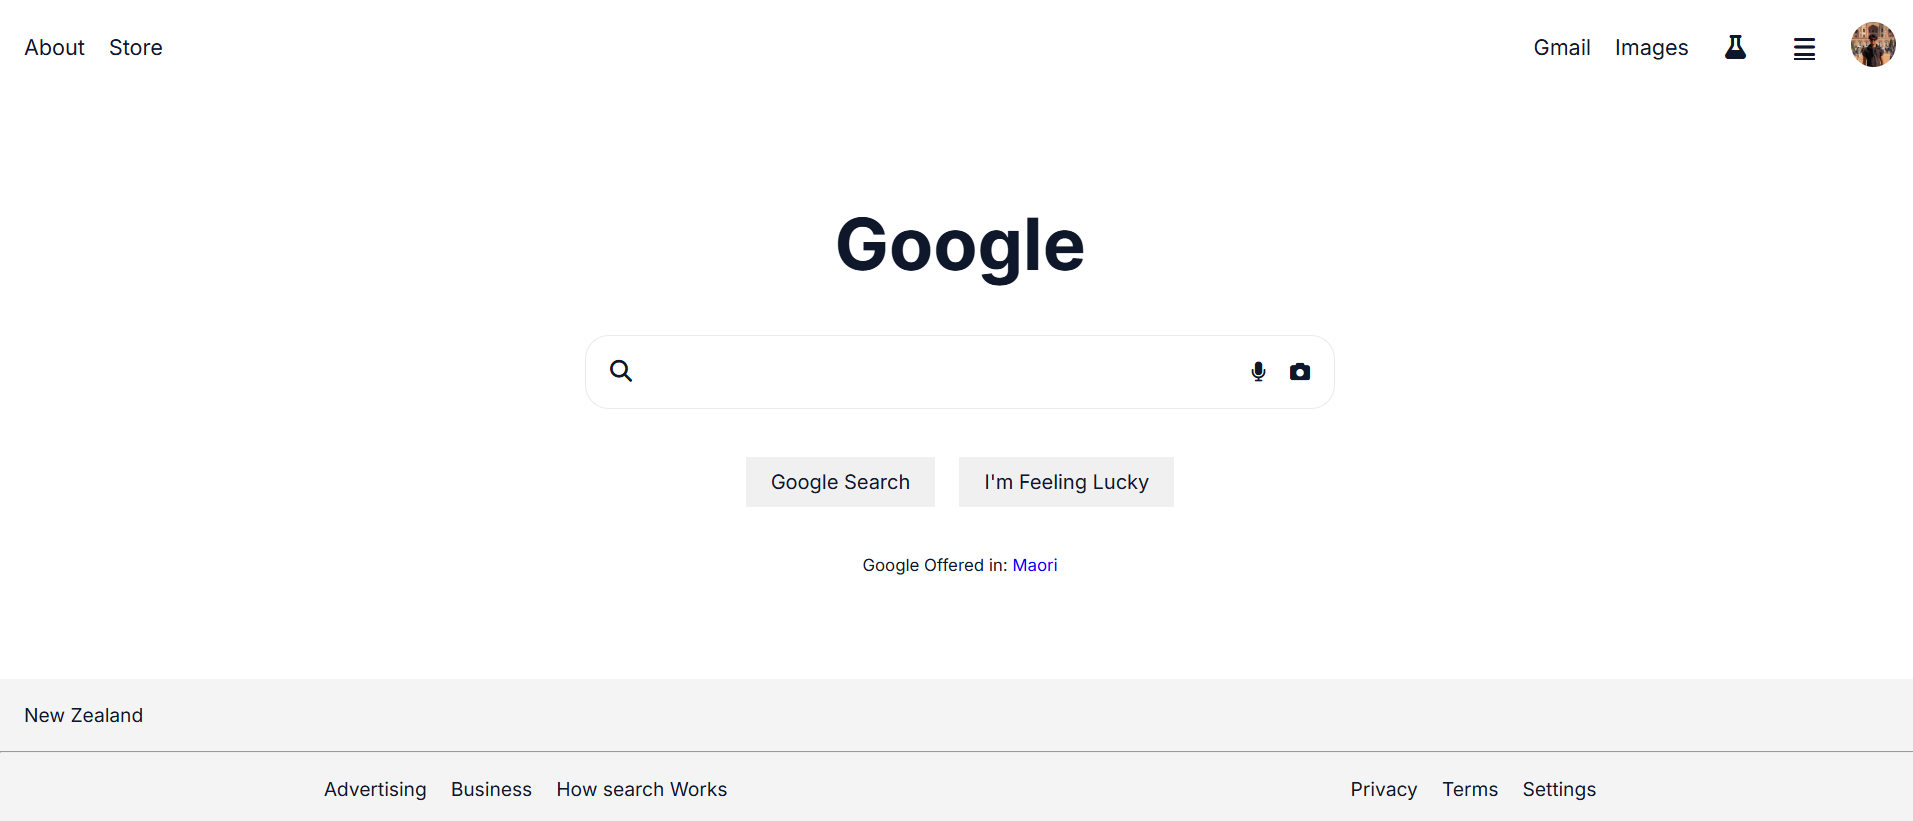 About Store Gmail Images
Google
Google Search I'm Feeling Lucky
Google Offered in: Maori
New Zealand
Advertising Business How search Works Privacy Terms Settings